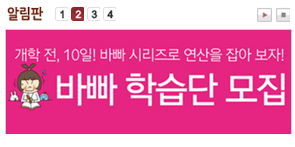 알림판 1 2 3 4
개학 전, 10일! 바빠 시리즈로 연산을 잡아 보자!
바빠 학습단 모집